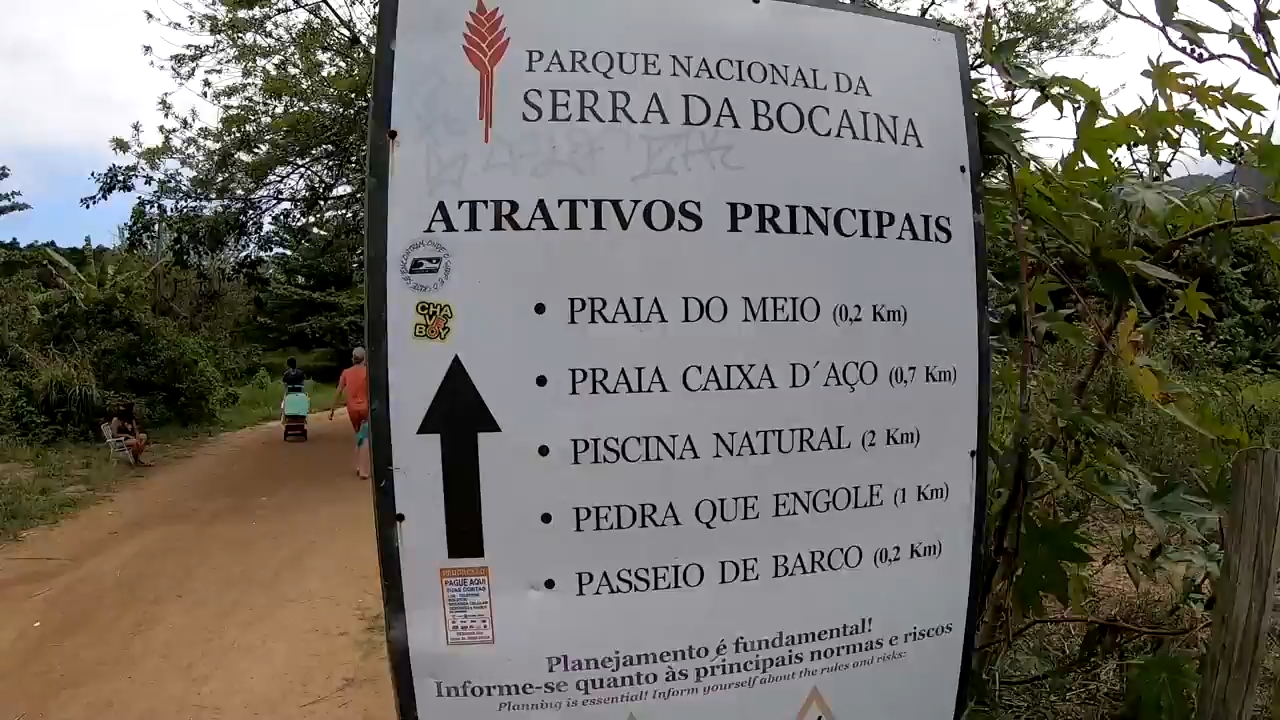 PARQUE NACIONAL DA
SERRA DA BOCAINA
ATRATIVOS PRINCIPAIS
CHA
VE
BOY
• PRAIA DO MEIO (0,2 Km)
• PRAIA CAIXA D´AÇO (0,7 Km)
• PISCINA NATURAL (2 Km)
• PEDRA QUE ENGOLE (1 Km)
• PASSEIO DE BARCO (0,2 Km)
PAGUE AQUI
SUAS CONTAS
Planejamento é fundamental!
Informe-se quanto às principais normas e riscos
Planning is essential! Inform yourself about the rules and risks: